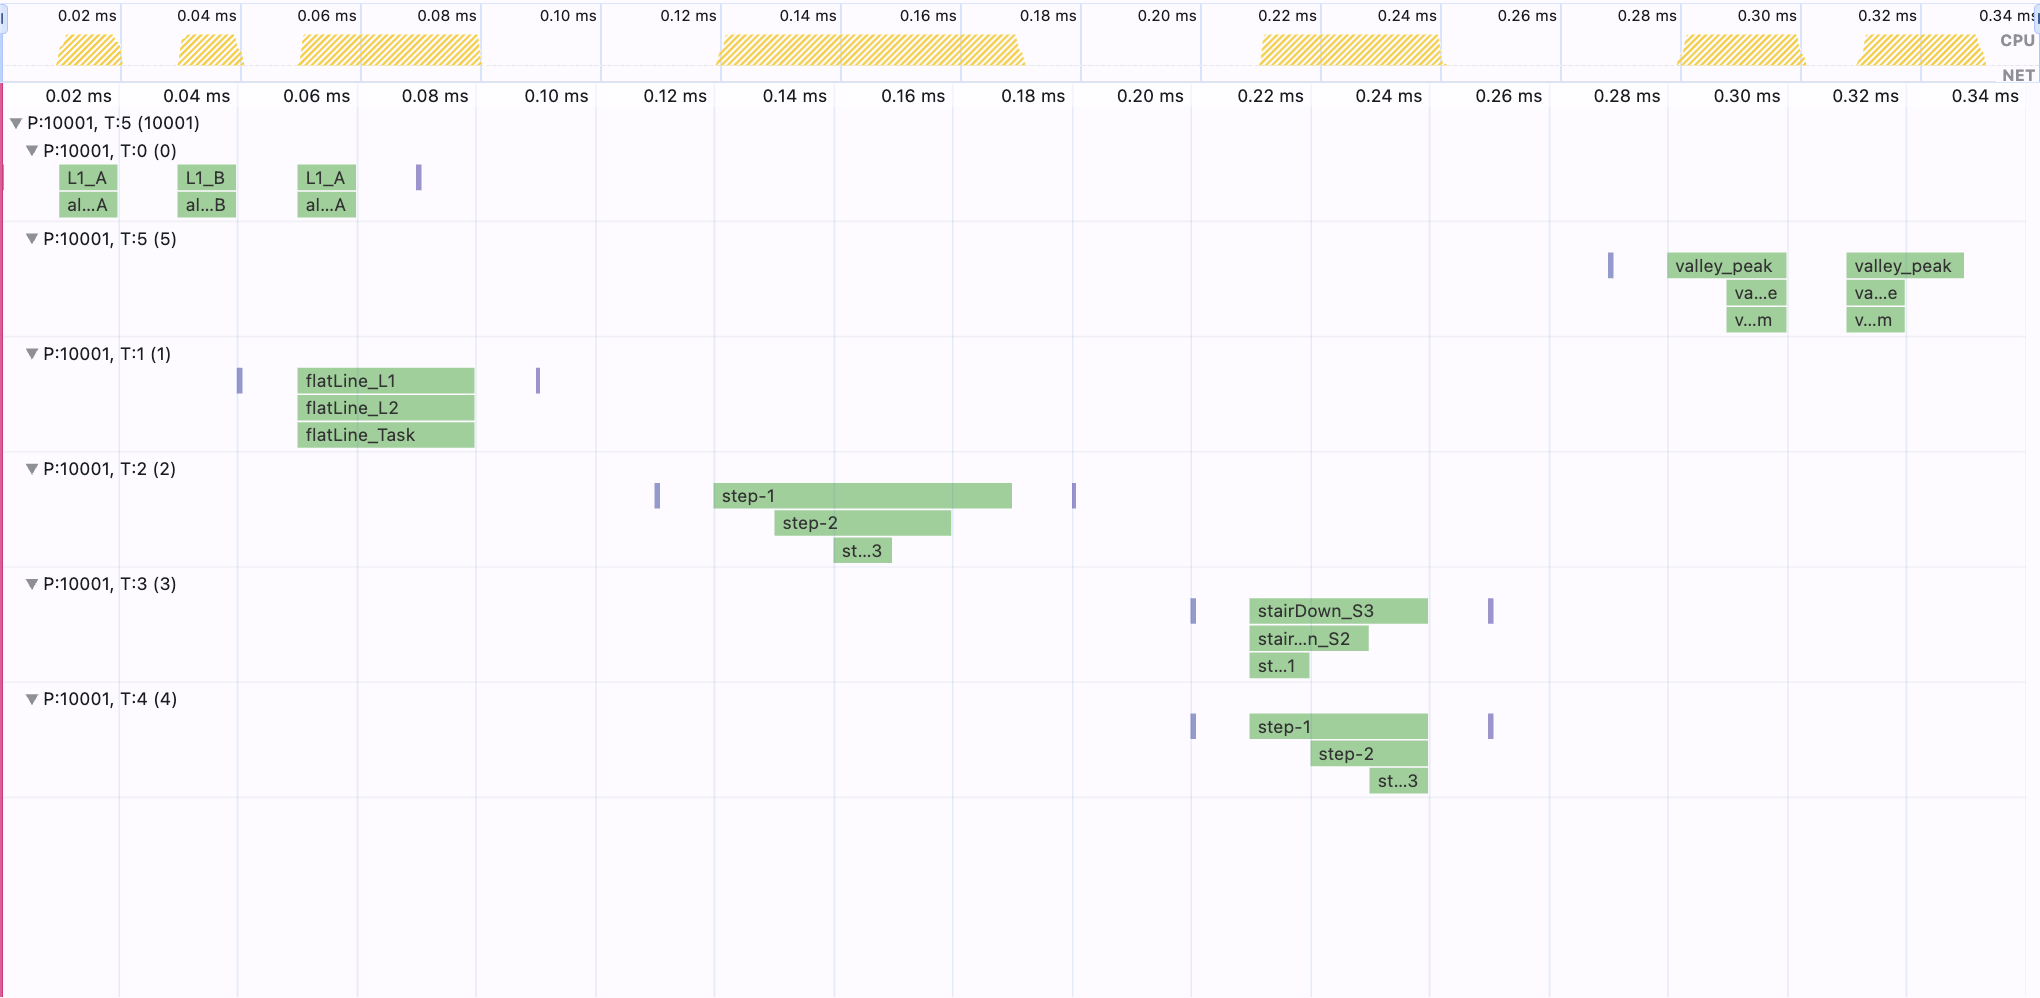 0.02 ms 0.04 ms 0.06 ms 0.08 ms 0.10 ms 0.12 ms 0.14 ms 0.16 ms 0.18 ms 0.20 ms 0.22 ms 0.24 ms 0.26 ms 0.28 ms 0.30 ms 0.32 ms 0.34 ms
CPU
NET
0.02 ms 0.04 ms 0.06 ms 0.08 ms 0.10 ms 0.12 ms 0.14 ms 0.16 ms 0.18 ms 0.20 ms 0.22 ms 0.24 ms 0.26 ms 0.28 ms 0.30 ms 0.32 ms 0.34 ms
P:10001, T:5 (10001)
P:10001, T:0 (0)
L1_A L1_B L1_A
al...A al...B al...A
P:10001, T:5 (5)
valley_peak valley_peak
va...e va...e
v...m v...m
P:10001, T:1 (1)
flatLine_L1
flatLine_L2
flatLine_Task
P:10001, T:2 (2)
step-1
step-2
st...3
P:10001, T:3 (3)
stairDown_S3
stair...n_S2
st...1
P:10001, T:4 (4)
step-1
step-2
st...3